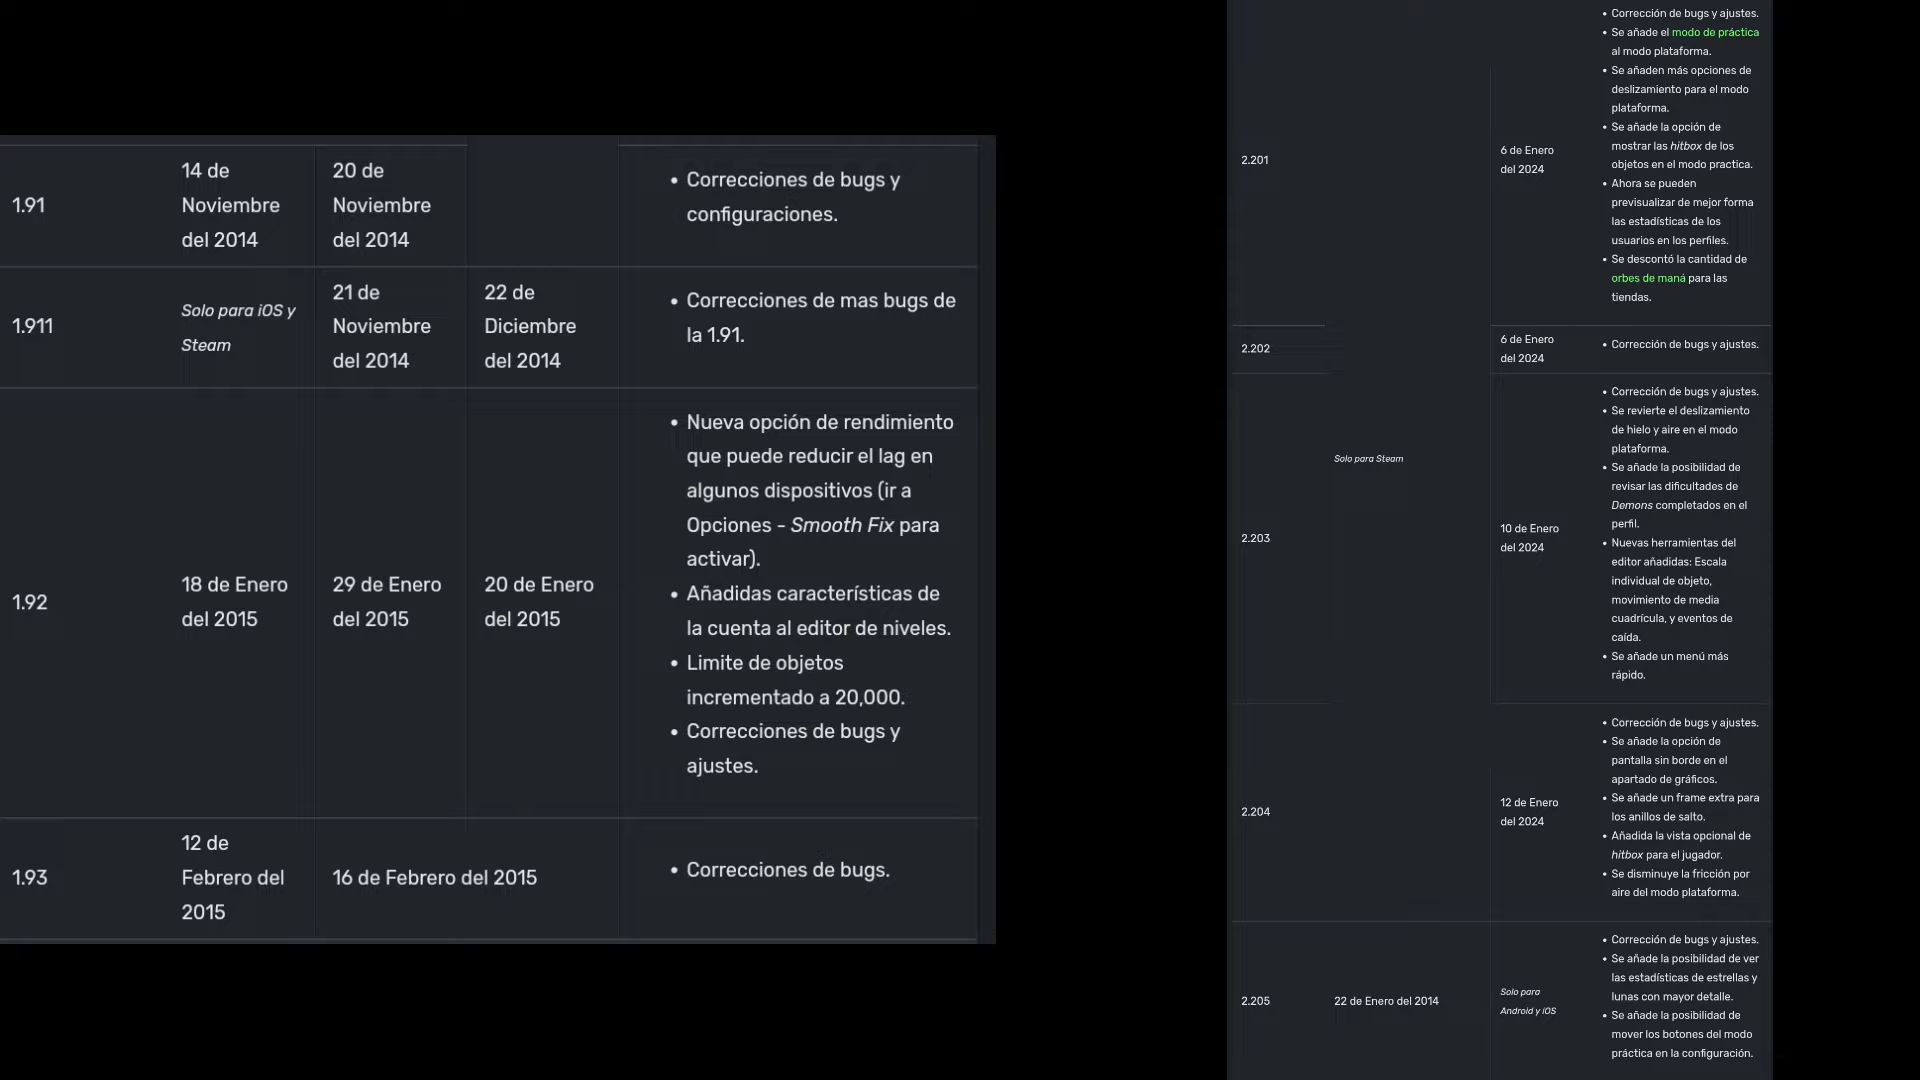 1.91
14 de
Noviembre
del 2014
20 de
Noviembre
del 2014
• Correcciones de bugs y
configuraciones.
1.911
Solo para iOS y
Steam
21 de
Noviembre
del 2014
22 de
Diciembre
del 2014
• Correcciones de mas bugs de
la 1.91.
1.92
18 de Enero
del 2015
29 de Enero
del 2015
20 de Enero
del 2015
• Nueva opción de rendimiento
que puede reducir el lag en
algunos dispositivos (ir a
Opciones - Smooth Fix para
activar).
• Añadidas características de
la cuenta al editor de niveles.
• Limite de objetos
incrementado a 20,000.
• Correcciones de bugs y
ajustes.
1.93
12 de
Febrero del
2015
16 de Febrero del 2015
• Correcciones de bugs.
2.201
6 de Enero
del 2024
• Corrección de bugs y ajustes.
• Se añade el modo de práctica
al modo plataforma.
• Se añaden más opciones de
deslizamiento para el modo
plataforma.
• Se añade la opción de
mostrar las hitbox de los
objetos en el modo practica.
• Ahora se pueden
previsualizar de mejor forma
las estadísticas de los
usuarios en los perfiles.
• Se descontó la cantidad de
orbes de maná para las
tiendas.
2.202
6 de Enero
del 2024
• Corrección de bugs y ajustes.
Solo para Steam
2.203
10 de Enero
del 2024
• Corrección de bugs y ajustes.
• Se revierte el deslizamiento
de hielo y aire en el modo
plataforma.
• Se añade la posibilidad de
revisar las dificultades de
Demons completados en el
perfil.
• Nuevas herramientas del
editor añadidas: Escala
individual de objeto,
movimiento de media
cuadrícula, y eventos de
caída.
• Se añade un menú más
rápido.
2.204
12 de Enero
del 2024
• Corrección de bugs y ajustes.
• Se añade la opción de
pantalla sin borde en el
apartado de gráficos.
• Se añade un frame extra para
los anillos de salto.
• Añadida la vista opcional de
hitbox para el jugador.
• Se disminuye la fricción por
aire del modo plataforma.
2.205
22 de Enero del 2014
Solo para
Android y iOS
• Corrección de bugs y ajustes.
• Se añade la posibilidad de ver
las estadísticas de estrellas y
lunas con mayor detalle.
• Se añade la posibilidad de
mover los botones del modo
práctica en la configuración.